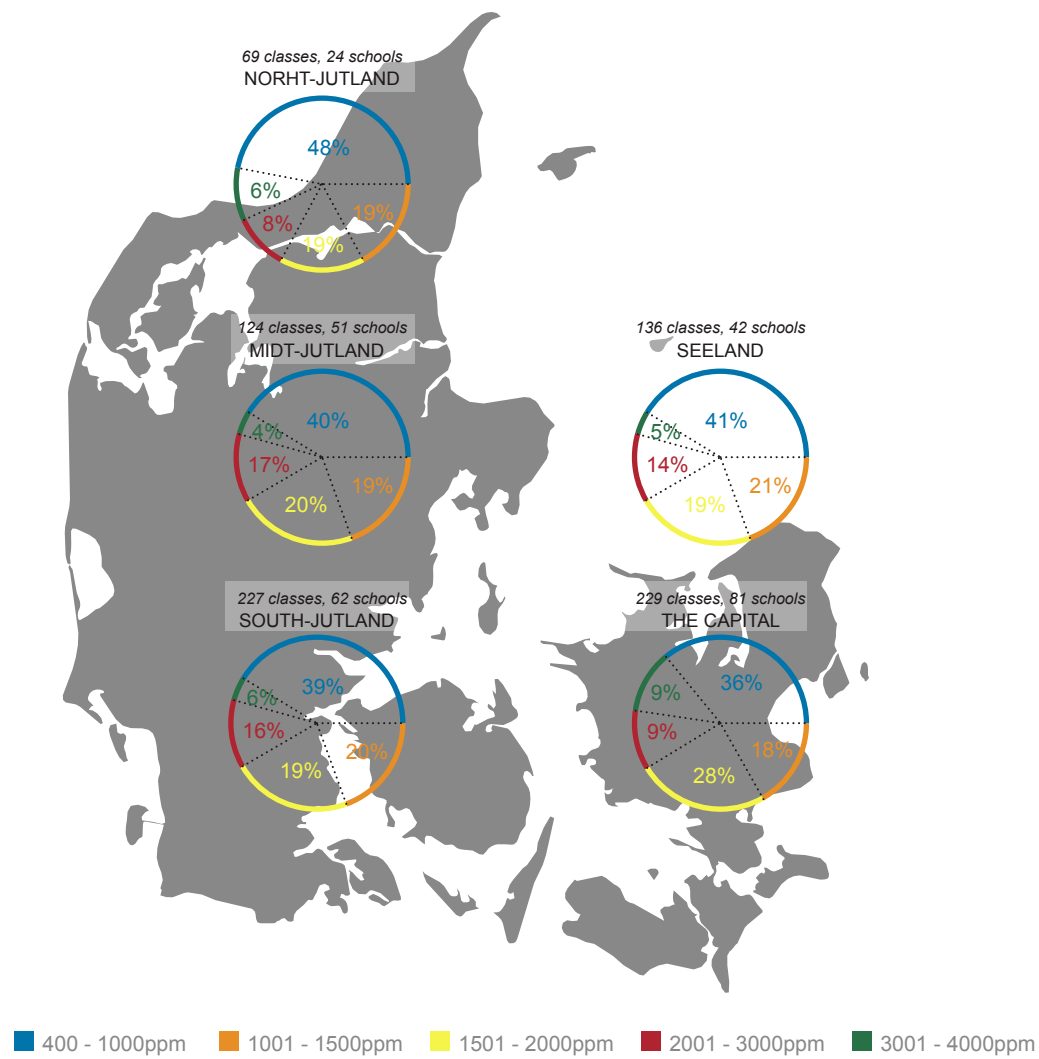 69 classes, 24 schools
NORHT-JUTLAND
48%
6%
19%
8%
19%
124 classes, 51 schools
MIDT-JUTLAND
40%
4%
17%
19%
20%
136 classes, 42 schools
SEELAND
41%
5%
14%
21%
19%
227 classes, 62 schools
SOUTH-JUTLAND
39%
6%
16%
20%
19%
229 classes, 81 schools
THE CAPITAL
36%
9%
9%
18%
28%
400 - 1000ppm
1001 - 1500ppm
1501 - 2000ppm
2001 - 3000ppm
3001 - 4000ppm